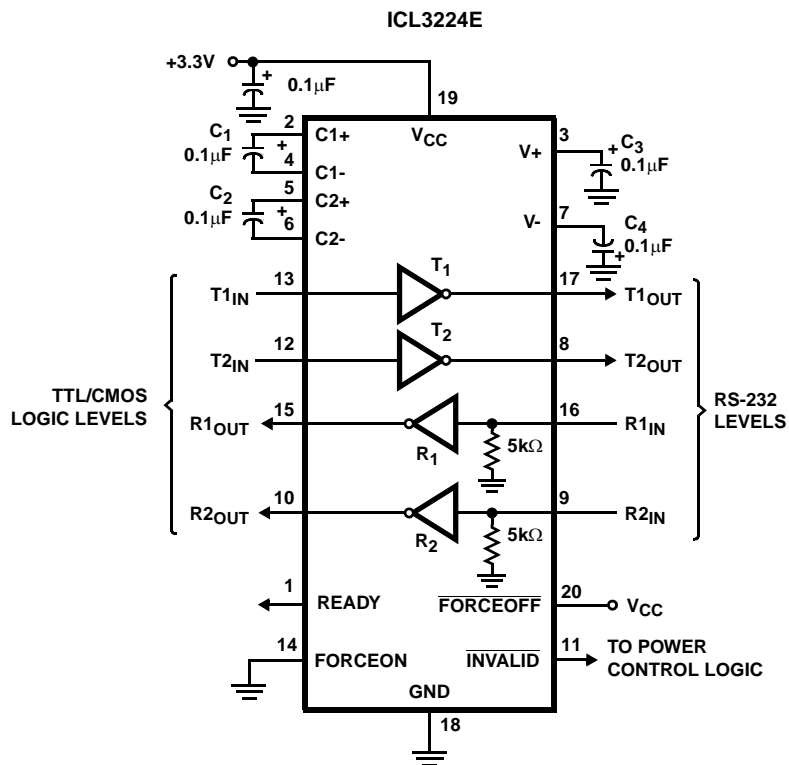 ICL3224E
+3.3V
+
0.1μF
19
VCC
2
C1+
C1
0.1μF
+
4
C1-
5
C2+
C2
0.1μF
+
6
C2-
3
V+
+
C3
0.1μF
7
V-
C4
0.1μF
+
T1
T1IN
13
17
T1OUT
T2
T2IN
12
8
T2OUT
TTL/CMOS
LOGIC LEVELS
RS-232
LEVELS
R1OUT
15
R1
5kΩ
16
R1IN
R2OUT
10
R2
5kΩ
9
R2IN
1
READY
FORCEOFF
20
VCC
14
FORCEON
INVALID
11
TO POWER
CONTROL LOGIC
GND
18